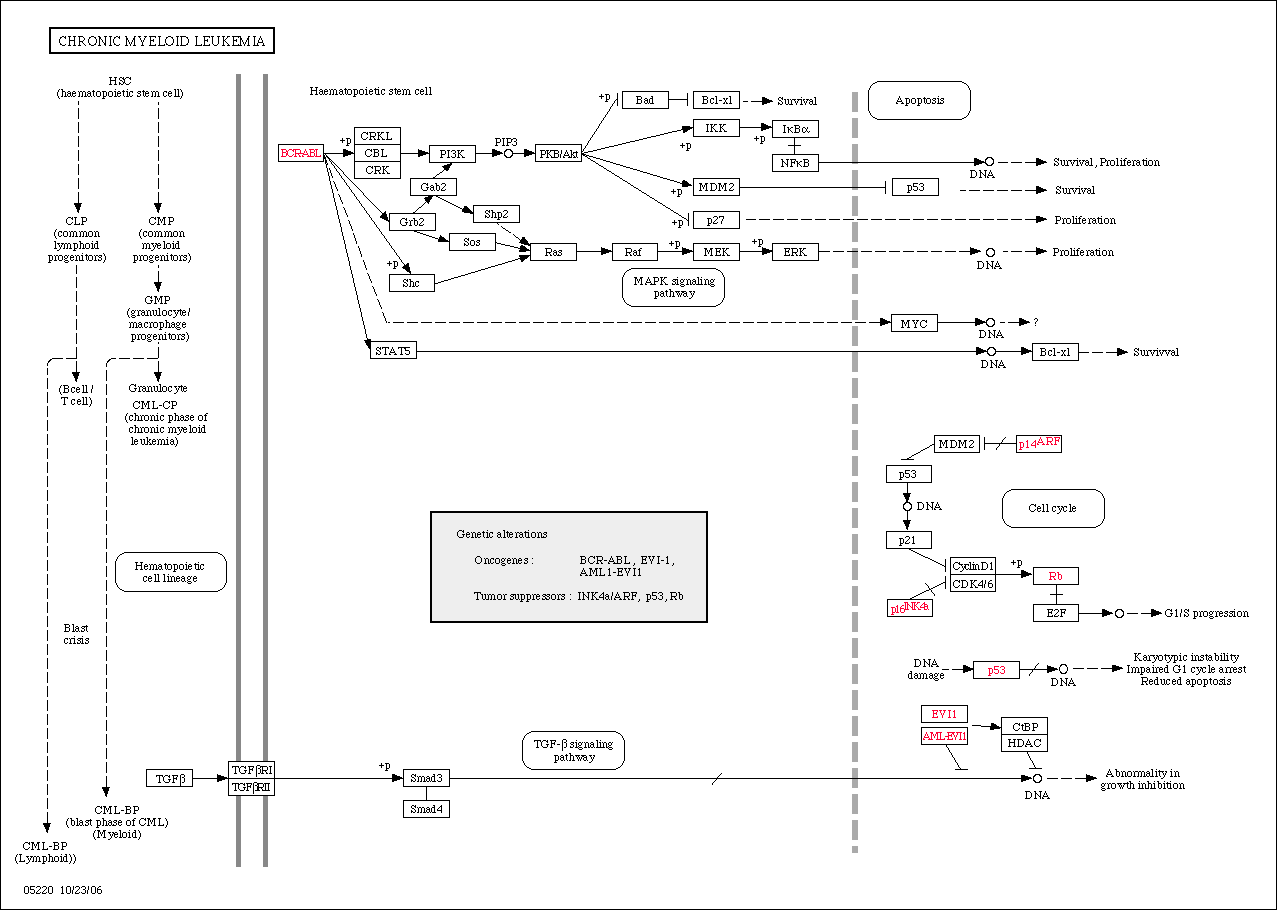 CHRONIC MYELOID LEUKEMIA
HSC
(haematopoietic stem cell)
CLP
(common
lymphoid
progenitors)
CMP
(common
myeloid
progenitors)
GMP
(granulocyte/
macrophage
progenitors)
(Bcell /
T cell)
Granulocyte
CML-CP
(chronic phase of
chronic myeloid
leukemia)
Hematopoietic
cell lineage
Blast
crisis
CML-BP
(blast phase of CML)
(Myeloid)
CML-BP
(Lymphoid))
Haematopoietic stem cell
BCR-ABL
+p
CRKL
CBL
CRK
PI3K
PIP3
PKB/Akt
Gab2
Grb2
Shp2
Sos
+p
Shc
Ras
Raf
+p
MEK
+p
ERK
MAPK signaling
pathway
STAT5
+p
Bad
Bcl-xl
Survival
IKK
+p
+p
IκBα
NFκB
DNA
Survival, Proliferation
+p
MDM2
p53
Survival
+p
p27
Proliferation
DNA
Proliferation
MYC
DNA
?
DNA
Bcl-xl
Survivval
Apoptosis
MDM2
p14ARF
p53
DNA
p21
Cell cycle
CyclinD1
CDK4/6
p16INK4a
+p
Rb
E2F
G1/S progression
DNA
damage
p53
DNA
Karyotypic instability
Impaired G1 cycle arrest
Reduced apoptosis
EVI1
AML-EVI1
CtBP
HDAC
DNA
Abnormality in
growth inhibition
Genetic alterations
Oncogenes : BCR-ABL, EVI-1,
AML1-EVI1
Tumor suppressors : INK4a/ARF, p53, Rb
TGFβ
TGFβRI
TGFβRII
+p
Smad3
Smad4
TGF-β signaling
pathway
05220 10/23/06